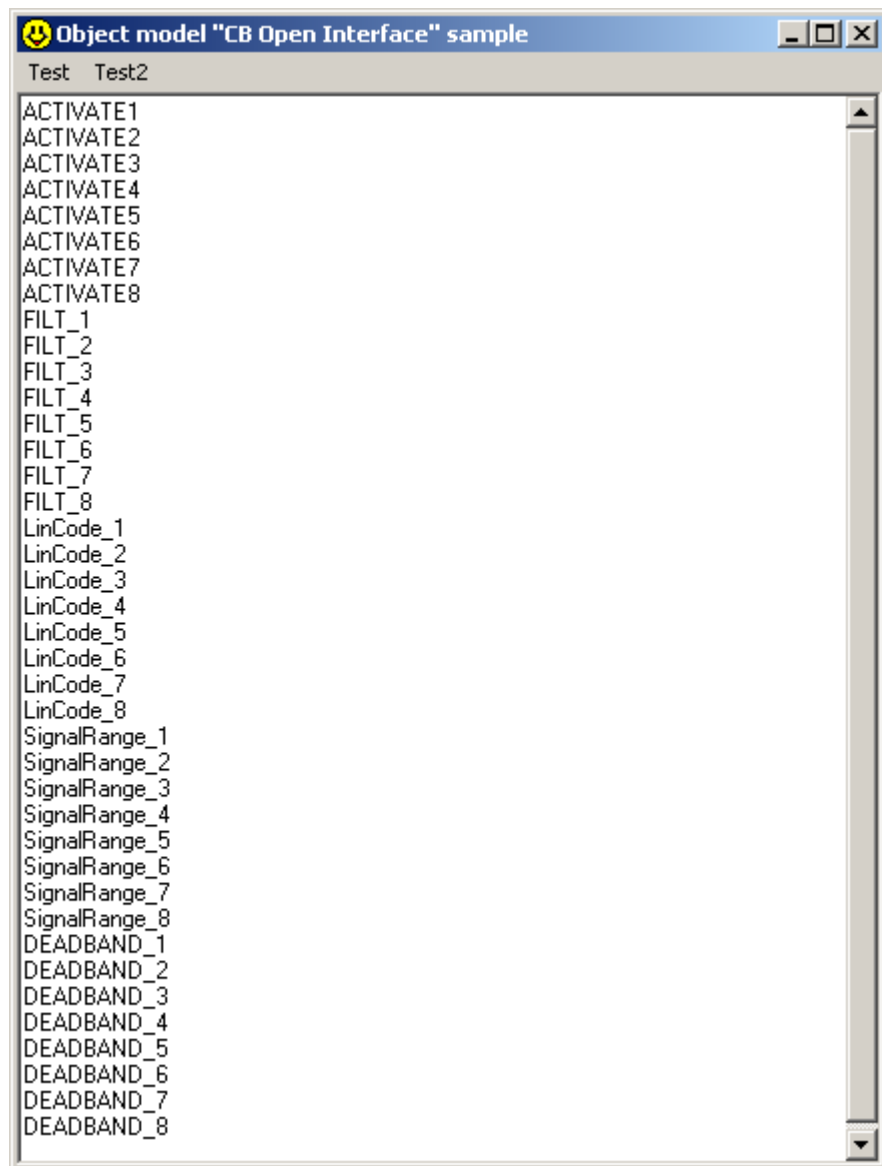 Object model "CB Open Interface" sample
Test Test2
ACTIVATE1
ACTIVATE2
ACTIVATE3
ACTIVATE4
ACTIVATE5
ACTIVATE6
ACTIVATE7
ACTIVATE8
FILT_1
FILT_2
FILT_3
FILT_4
FILT_5
FILT_6
FILT_7
FILT_8
LinCode_1
LinCode_2
LinCode_3
LinCode_4
LinCode_5
LinCode_6
LinCode_7
LinCode_8
SignalRange_1
SignalRange_2
SignalRange_3
SignalRange_4
SignalRange_5
SignalRange_6
SignalRange_7
SignalRange_8
DEADBAND_1
DEADBAND_2
DEADBAND_3
DEADBAND_4
DEADBAND_5
DEADBAND_6
DEADBAND_7
DEADBAND_8